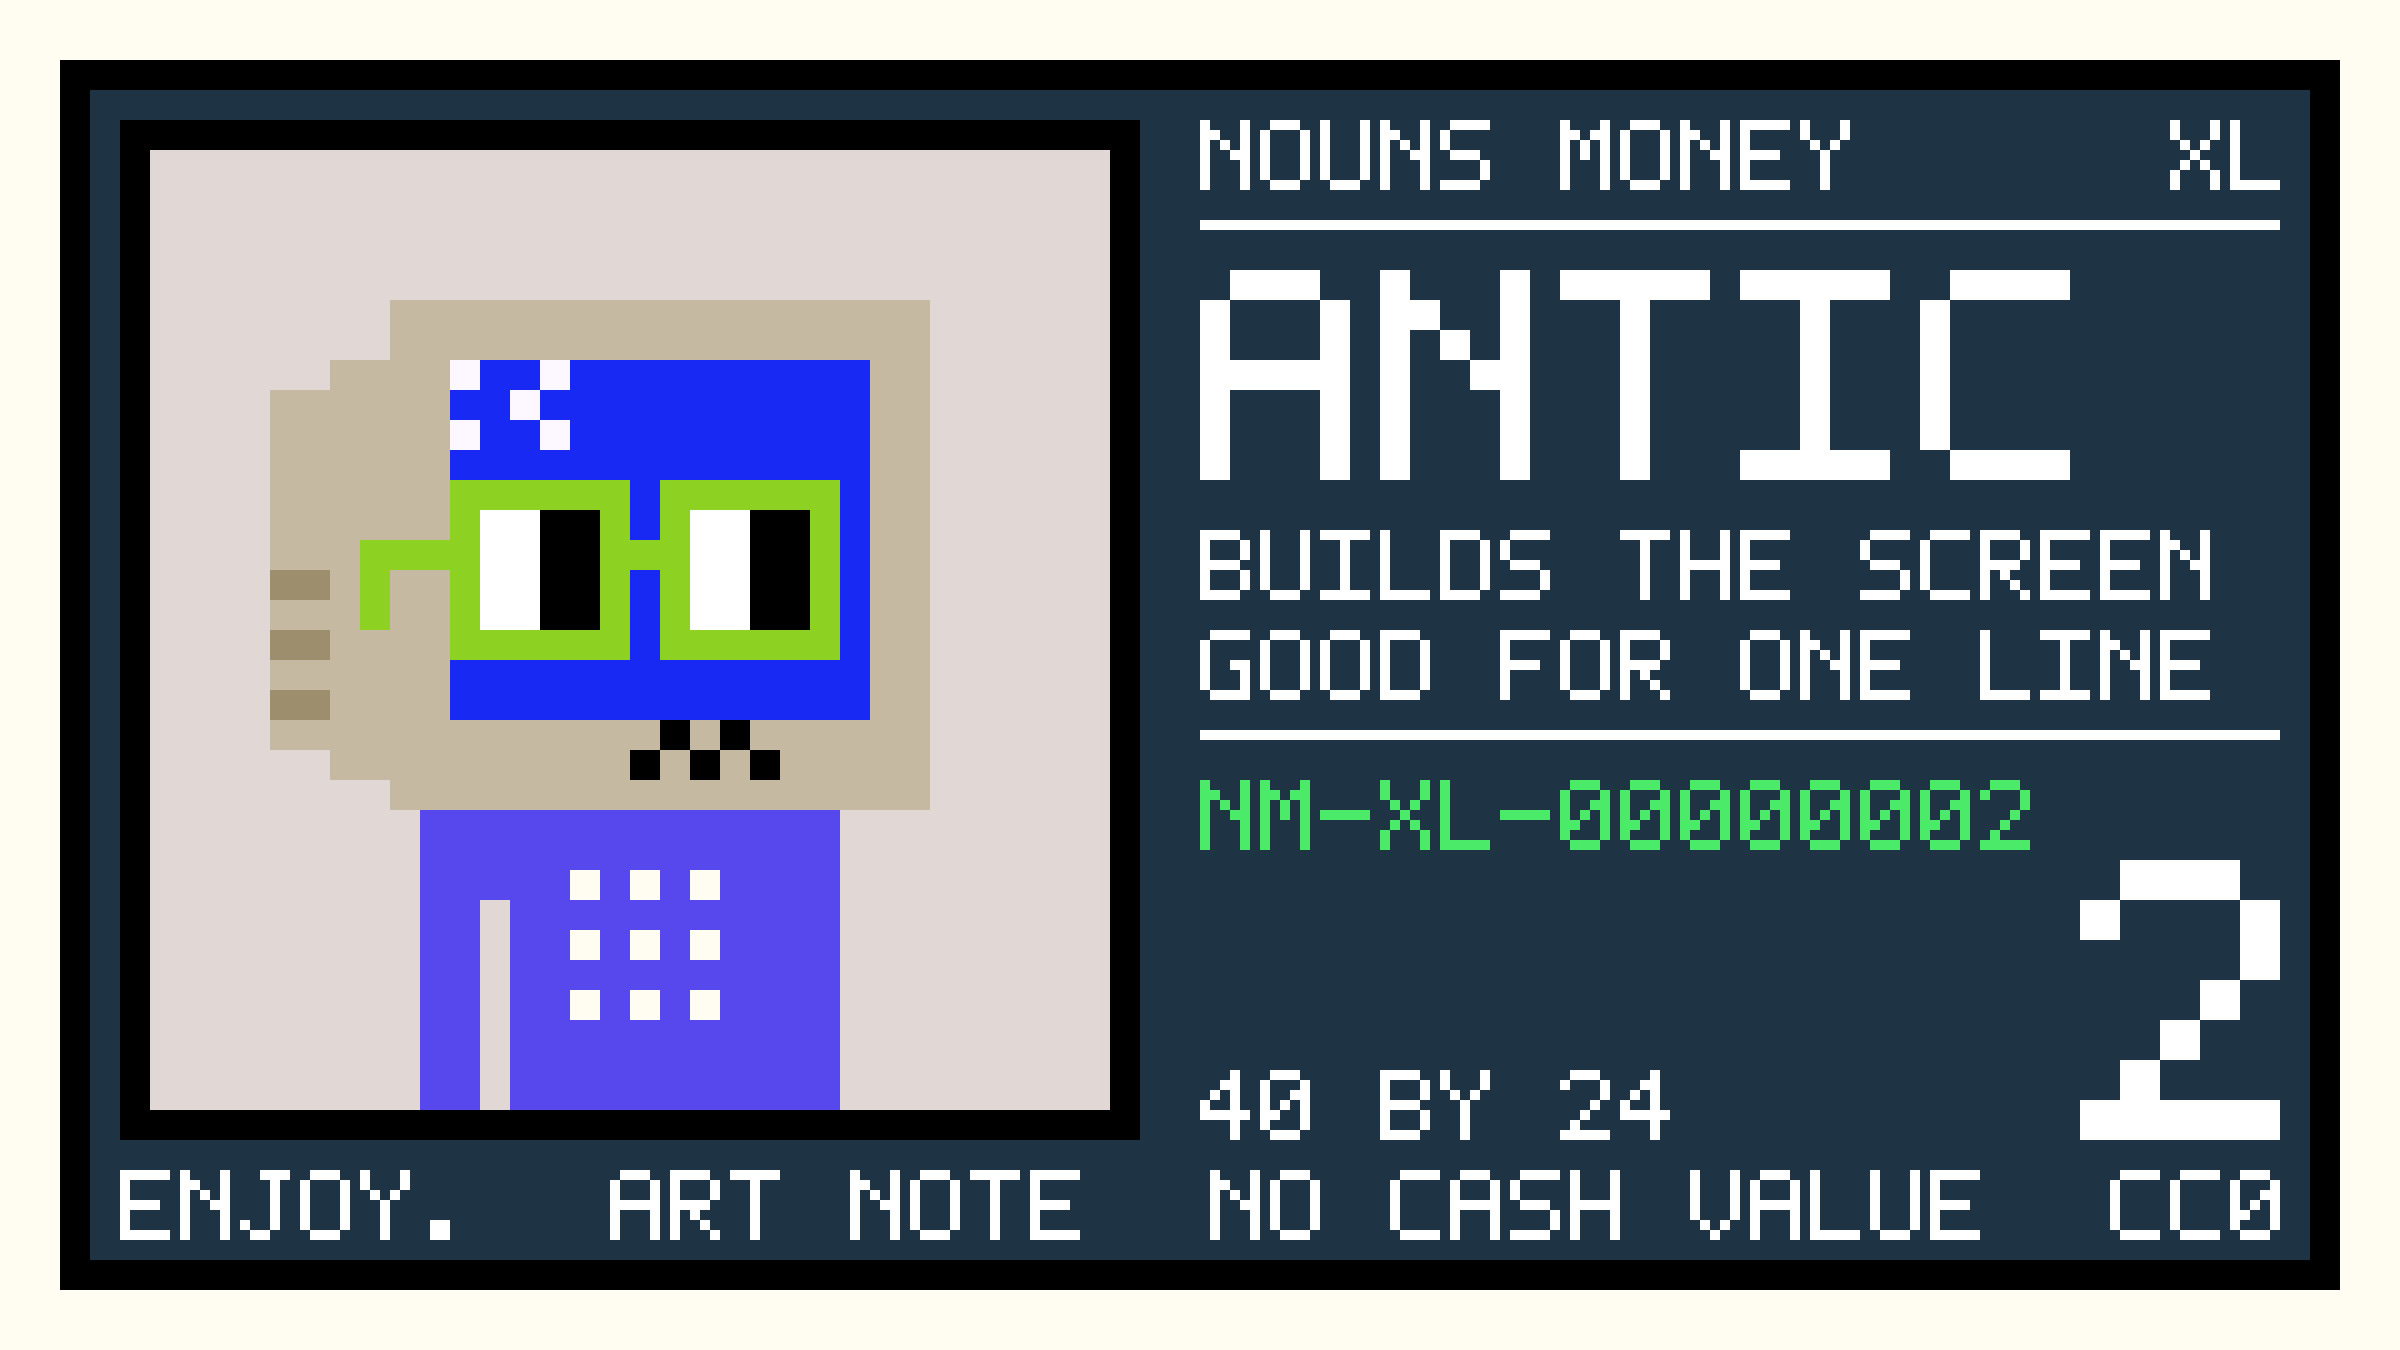 NOUNS MONEY XL
ANTIC
BUILDS THE SCREEN
GOOD FOR ONE LINE
NM-XL-00000002
2
40 BY 24
ENJOY. ART NOTE NO CASH VALUE CC0